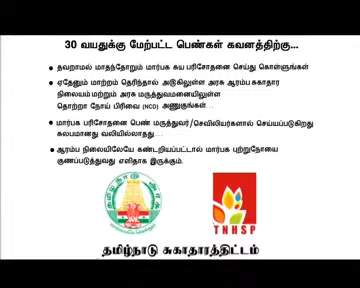 30 வயதுக்கு மேற்பட்ட பெண்கள் கவனத்திற்கு...
• தவறாமல் மாதந்தோறும் மார்பக சுய பரிசோதனை செய்து கொள்ளுங்கள்
• ஏதேனும் மாற்றம் தெரிந்தால் அடுகிலுள்ள அரசு ஆரம்ப சுகாதார
நிலையம் மற்றும் அரசு மருத்துவமனையிலுள்ள
தொற்றா நோய் பிரிவை (NCD) அணுகுங்கள்...
• மார்பக பரிசோதனை பெண் மருத்துவர்/செவிலியர்களால் செய்யப்படுகிறது
சுலபமானது வலியில்லாதது...
• ஆரம்ப நிலையிலேயே கண்டறியப்பட்டால் மார்பக புற்றுநோயை
குணப்படுத்துவது எளிதாக இருக்கும்.
TNHSP
தமிழ்நாடு சுகாதாரத்திட்டம்